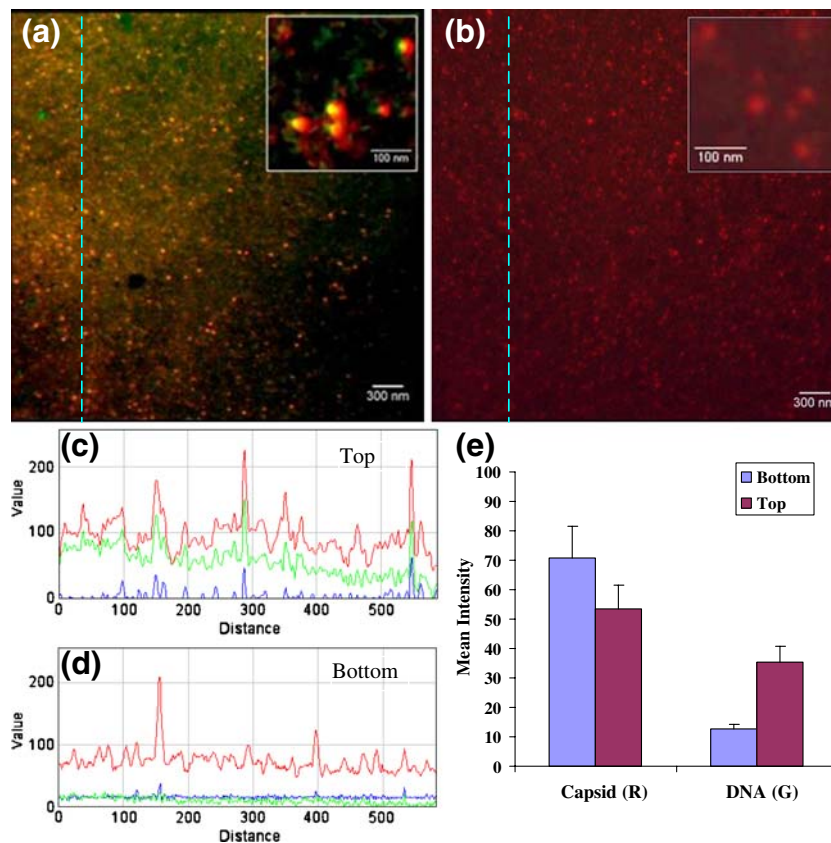 (a)
100 nm
300 nm
(b)
100 nm
300 nm
(c)
Top
Value
200
100
0
0 100 200 300 400 500
Distance
(d)
Bottom
Value
200
100
0
0 100 200 300 400 500
Distance
(e)
Mean Intensity
100
90
80
70
60
50
40
30
20
10
0
Bottom
Top
Capsid (R) DNA (G)